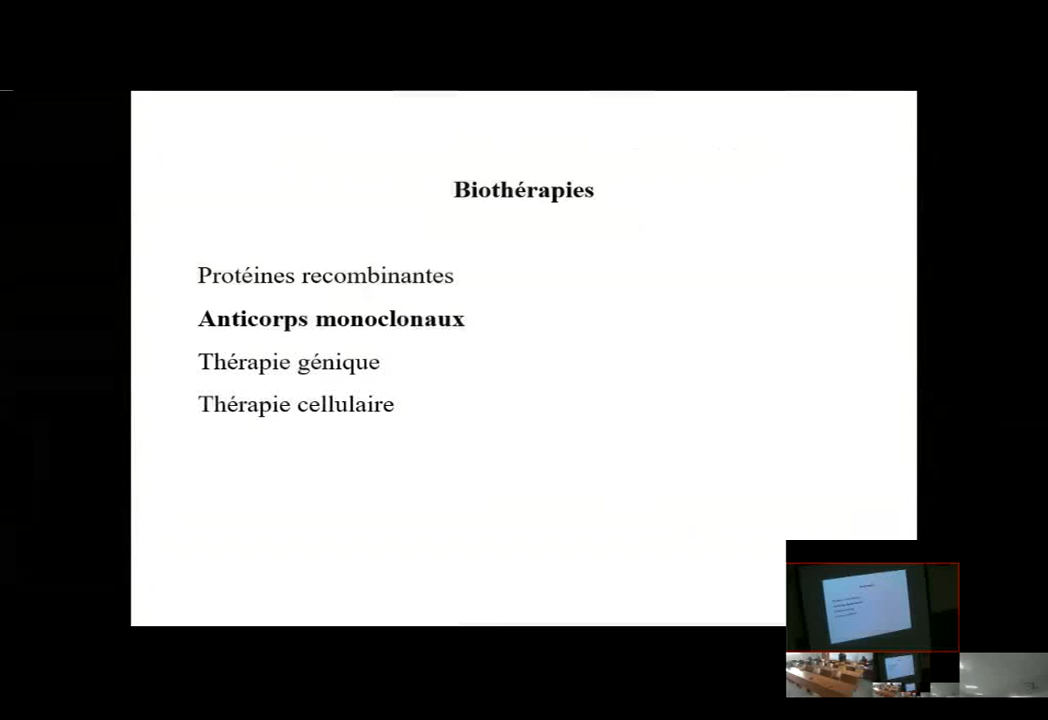 Biothérapies
Protéines recombinantes
Anticorps monoclonaux
Thérapie génique
Thérapie cellulaire